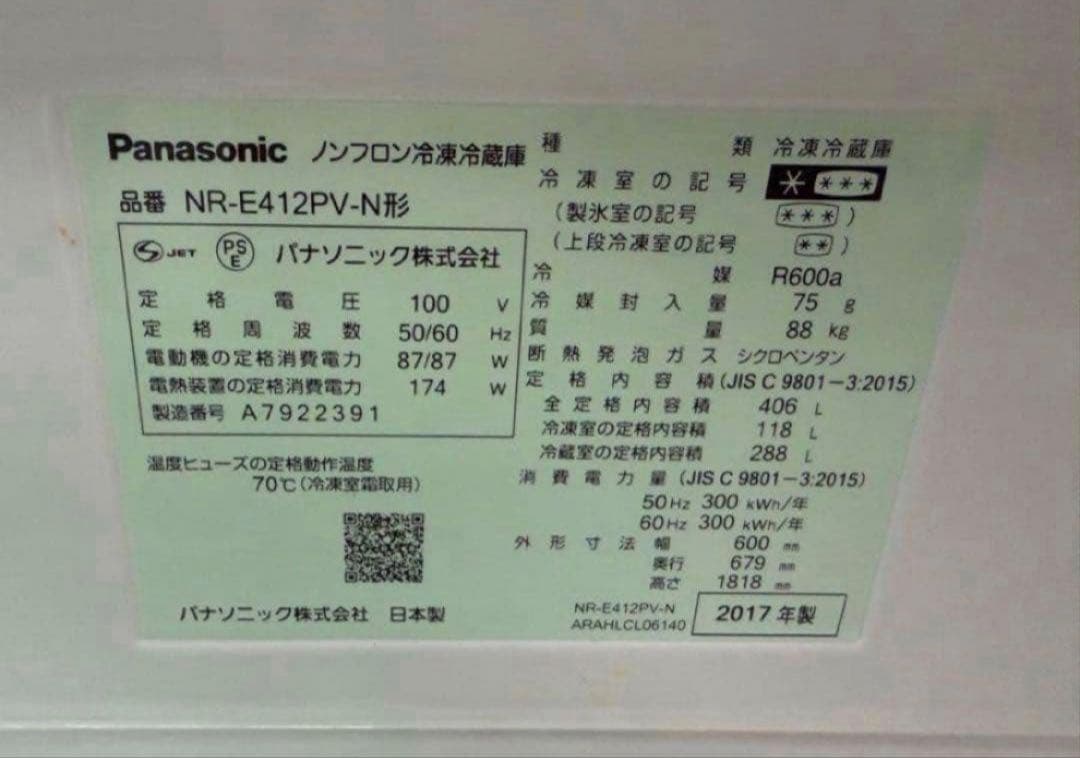 Panasonic ノンフロン冷凍冷蔵庫
品番 NR-E412PV-N形
S JET PS E パナソニック株式会社
定格電圧 100 V
定格周波数 50/60 Hz
電動機の定格消費電力 87/87 W
電熱装置の定格消費電力 174 W
製造番号 A7922391
温度ヒューズの定格動作温度
70℃(冷凍室霜取用)
パナソニック株式会社 日本製
種類 冷凍冷蔵庫
冷凍室の記号 * ***
(製氷室の記号 ***)
(上段冷凍室の記号 **)
冷媒 R600a
冷媒封入量 75 g
質量 88 kg
断熱発泡ガス シクロペンタン
定格内容積(JIS C 9801-3:2015)
全定格内容積 406 L
冷凍室の定格内容積 118 L
冷蔵室の定格内容積 288 L
消費電力量(JIS C 9801-3:2015)
50Hz 300 kWh/年
60Hz 300 kWh/年
外形寸法 幅 600 mm
奥行 679 mm
高さ 1818 mm
NR-E412PV-N
ARAHLCL06140
2017年製